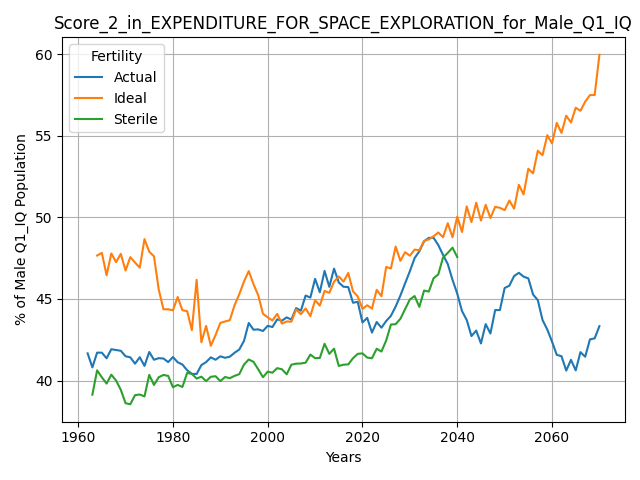 Score_2_in_EXPENDITURE_FOR_SPACE_EXPLORATION_for_Male_Q1_IQ
Fertility
Actual
Ideal
Sterile
% of Male Q1_IQ Population
60
55
50
45
40
1960
1980
2000
2020
2040
2060
Years